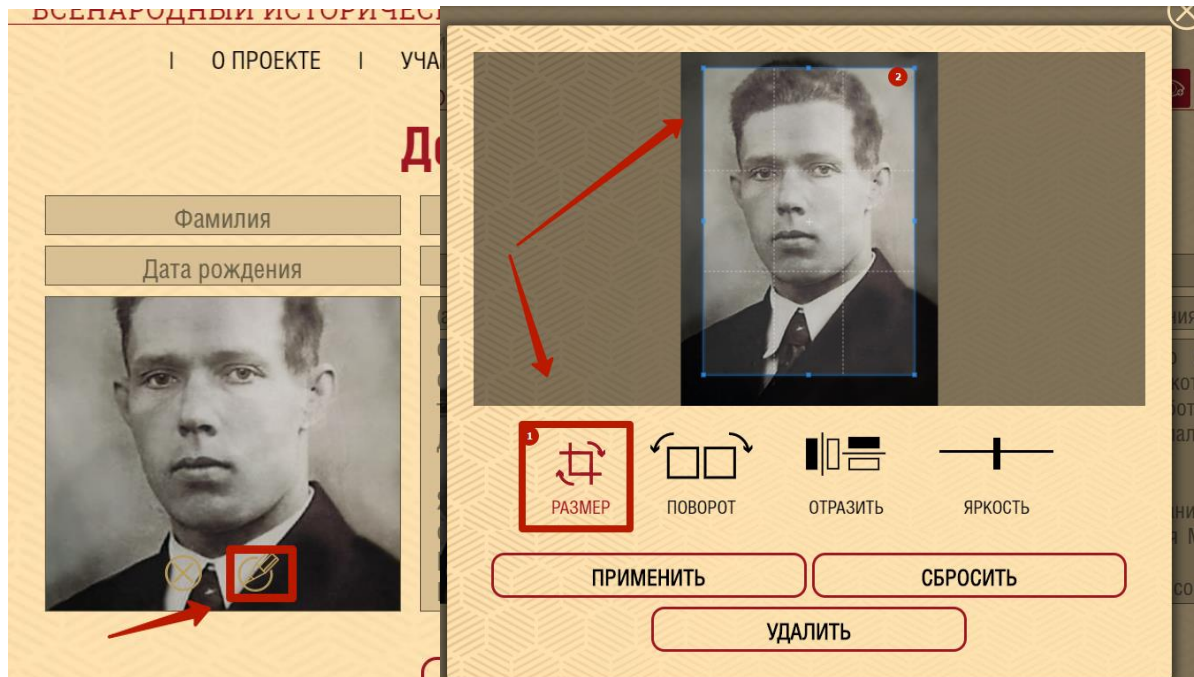 ВСЕНАРОДНЫЙ ИСТОРИЧЕС
| О ПРОЕКТЕ | УЧА
Фамилия
Дата рождения
2
1
РАЗМЕР
ПОВОРОТ
ОТРАЗИТЬ
ЯРКОСТЬ
ПРИМЕНИТЬ
СБРОСИТЬ
УДАЛИТЬ